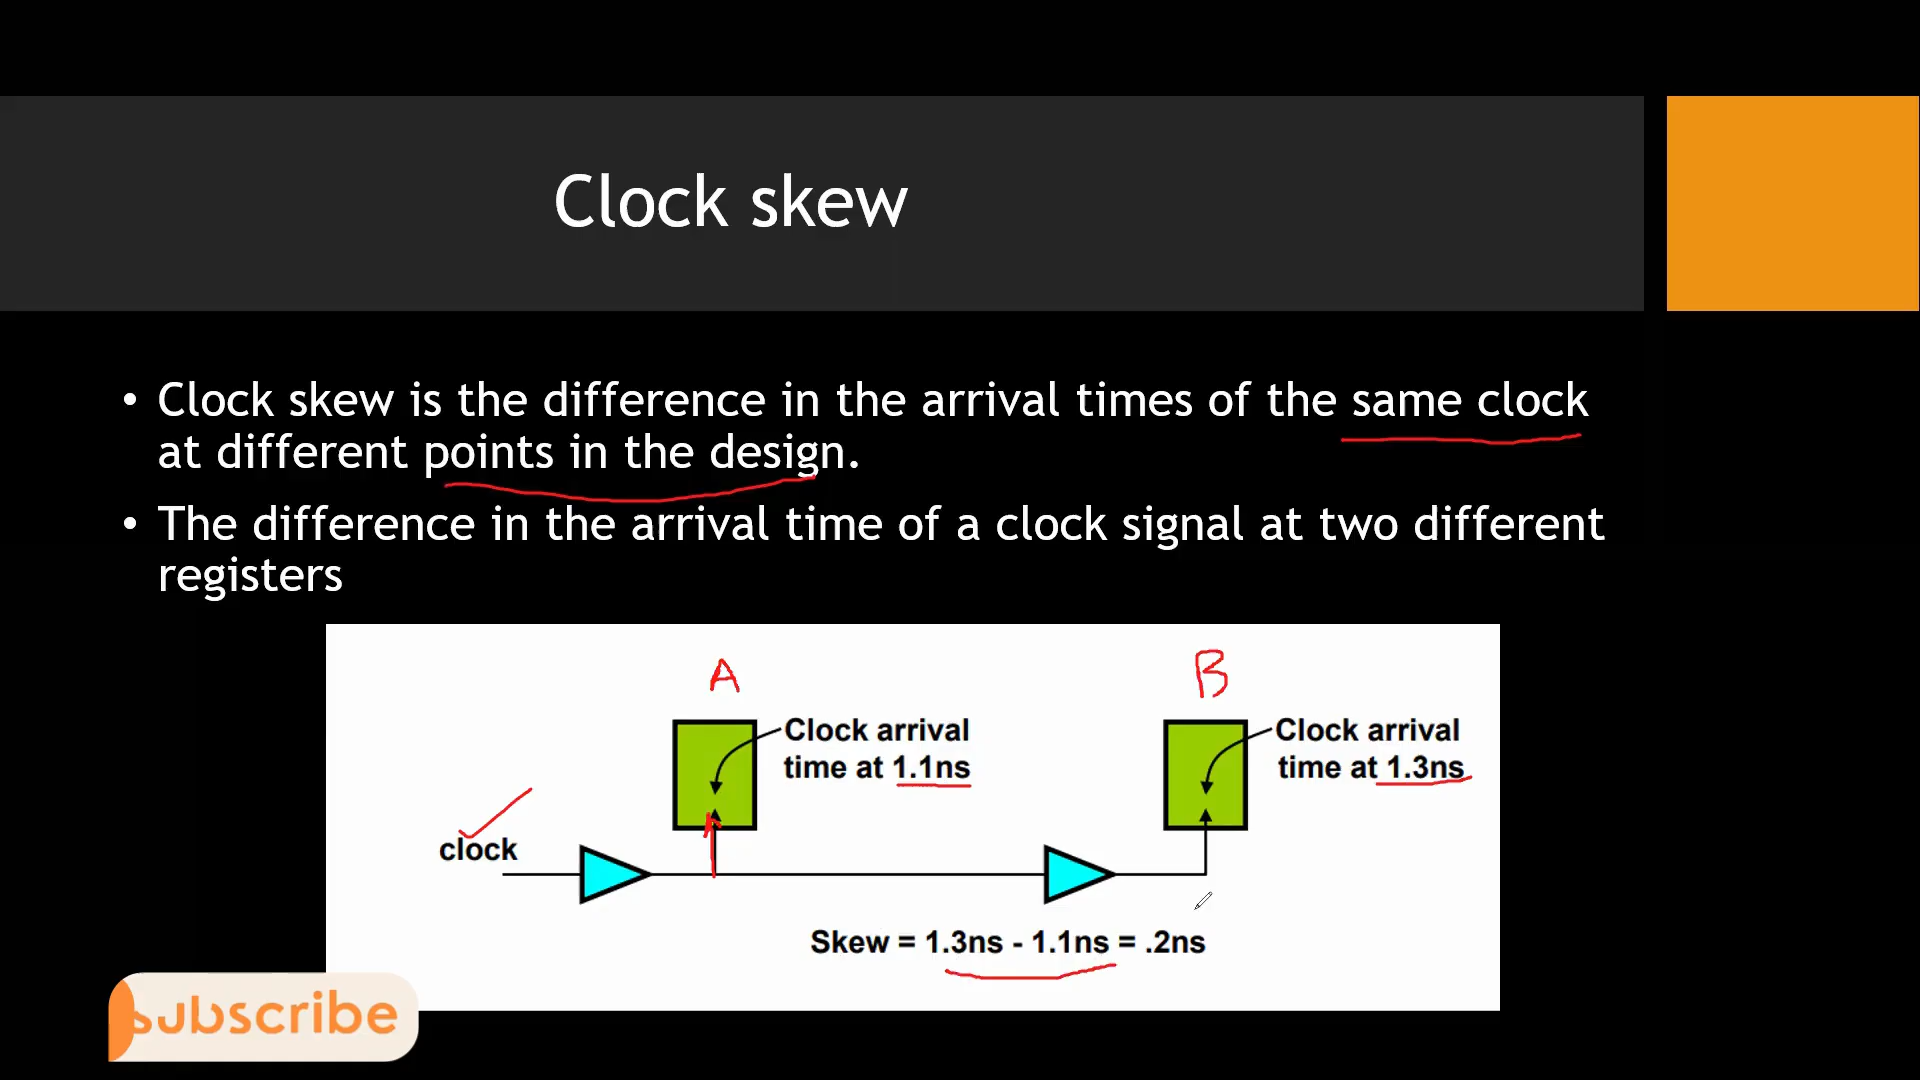 Clock skew
• Clock skew is the difference in the arrival times of the same clock
at different points in the design.
• The difference in the arrival time of a clock signal at two different
registers
A
B
Clock arrival
time at 1.1ns
Clock arrival
time at 1.3ns
clock
Skew = 1.3ns - 1.1ns = .2ns
subscribe